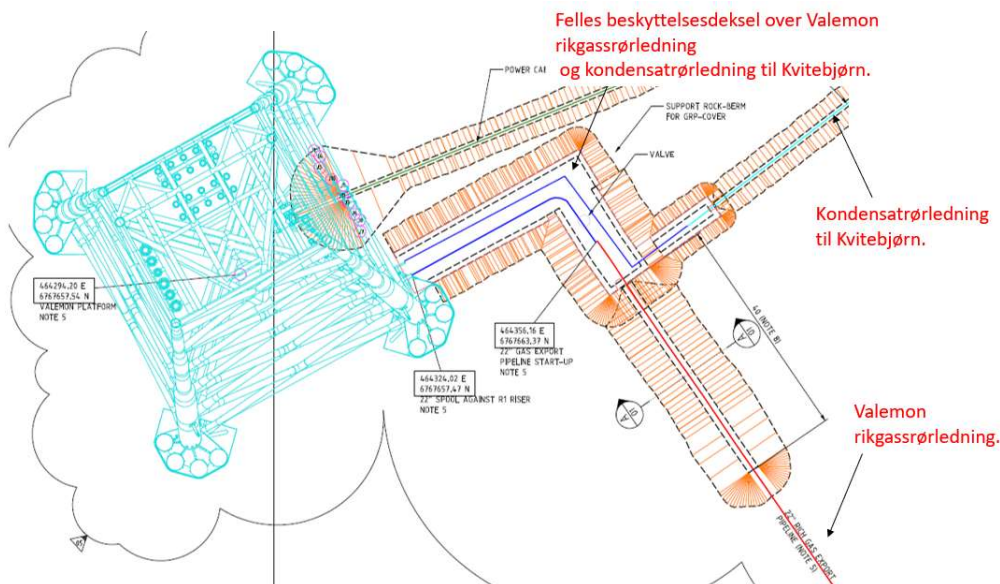 Felles beskyttelsesdeksel over Valemon
rikgassrørledning
og kondensatrørledning til Kvitebjørn.
POWER CA
SUPPORT ROCK-BERM
FOR GRP-COVER
VALVE
Kondensatrørledning
til Kvitebjørn.
464294,20 E
6767657,54 N
VALEMON PLATFORM
NOTE 5
464356,16 E
6767663,37 N
22" GAS EXPORT
PIPELINE START-UP
NOTE 5
40 (NOTE 8)
A
01
464324,02 E
6767657,47 N
22" SPOOL AGAINST R1 RISER
NOTE 5
A
01
Valemon
rikgassrørledning.
22" RICH GAS EXPORT
PIPELINE (NOTE 5)